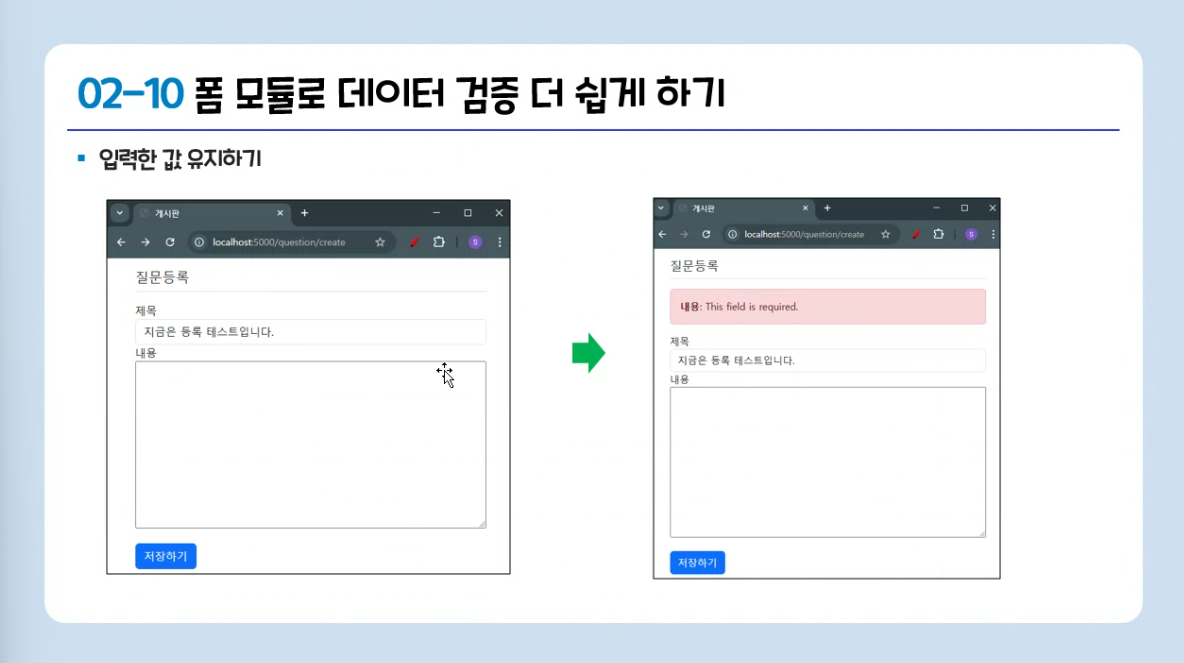 02-10 폼 모듈로 데이터 검증 더 쉽게 하기
입력한 값 유지하기
게시판
localhost:5000/question/create
S
질문등록
제목
지금은 등록 테스트입니다.
내용
저장하기
게시판
localhost:5000/question/create
S
질문등록
내용: This field is required.
제목
지금은 등록 테스트입니다.
내용
저장하기